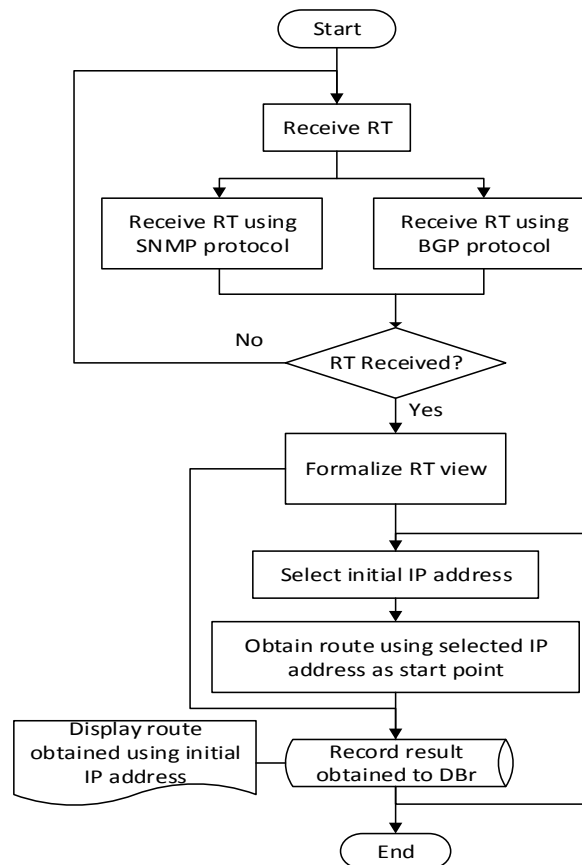 Start
Receive RT
Receive RT using
SNMP protocol
Receive RT using
BGP protocol
No
RT Received?
Yes
Formalize RT view
Select initial IP address
Obtain route using selected IP
address as start point
Display route
obtained using initial
IP address
Record result
obtained to DBr
End